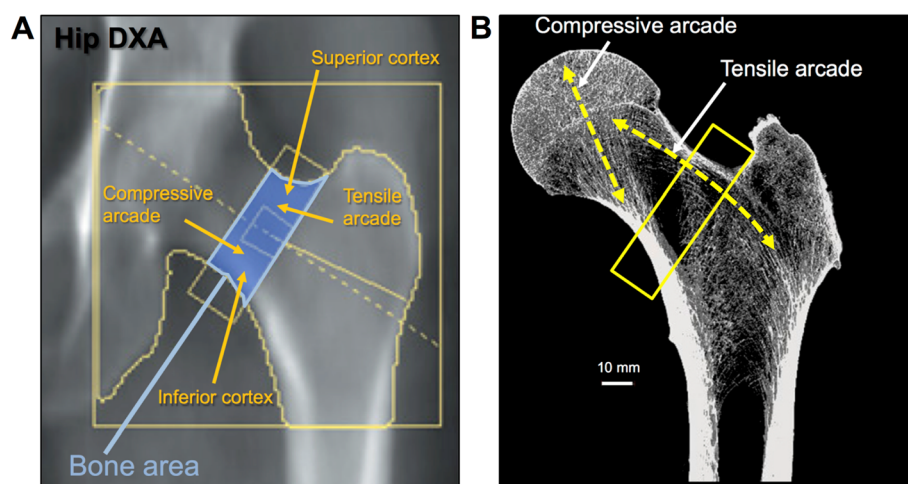 A
Hip DXA
Superior cortex
Compressive
arcade
Tensile
arcade
Inferior cortex
Bone area
B
Compressive arcade
Tensile arcade
10 mm